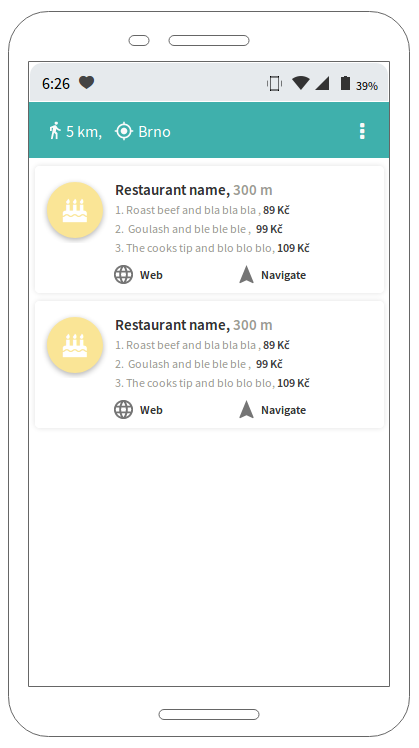 6:26 39%
5 km, Brno
Restaurant name, 300 m
1. Roast beef and bla bla bla , 89 Kč
2. Goulash and ble ble ble , 99 Kč
3. The cooks tip and blo blo blo, 109 Kč
Web Navigate
Restaurant name, 300 m
1. Roast beef and bla bla bla , 89 Kč
2. Goulash and ble ble ble , 99 Kč
3. The cooks tip and blo blo blo, 109 Kč
Web Navigate